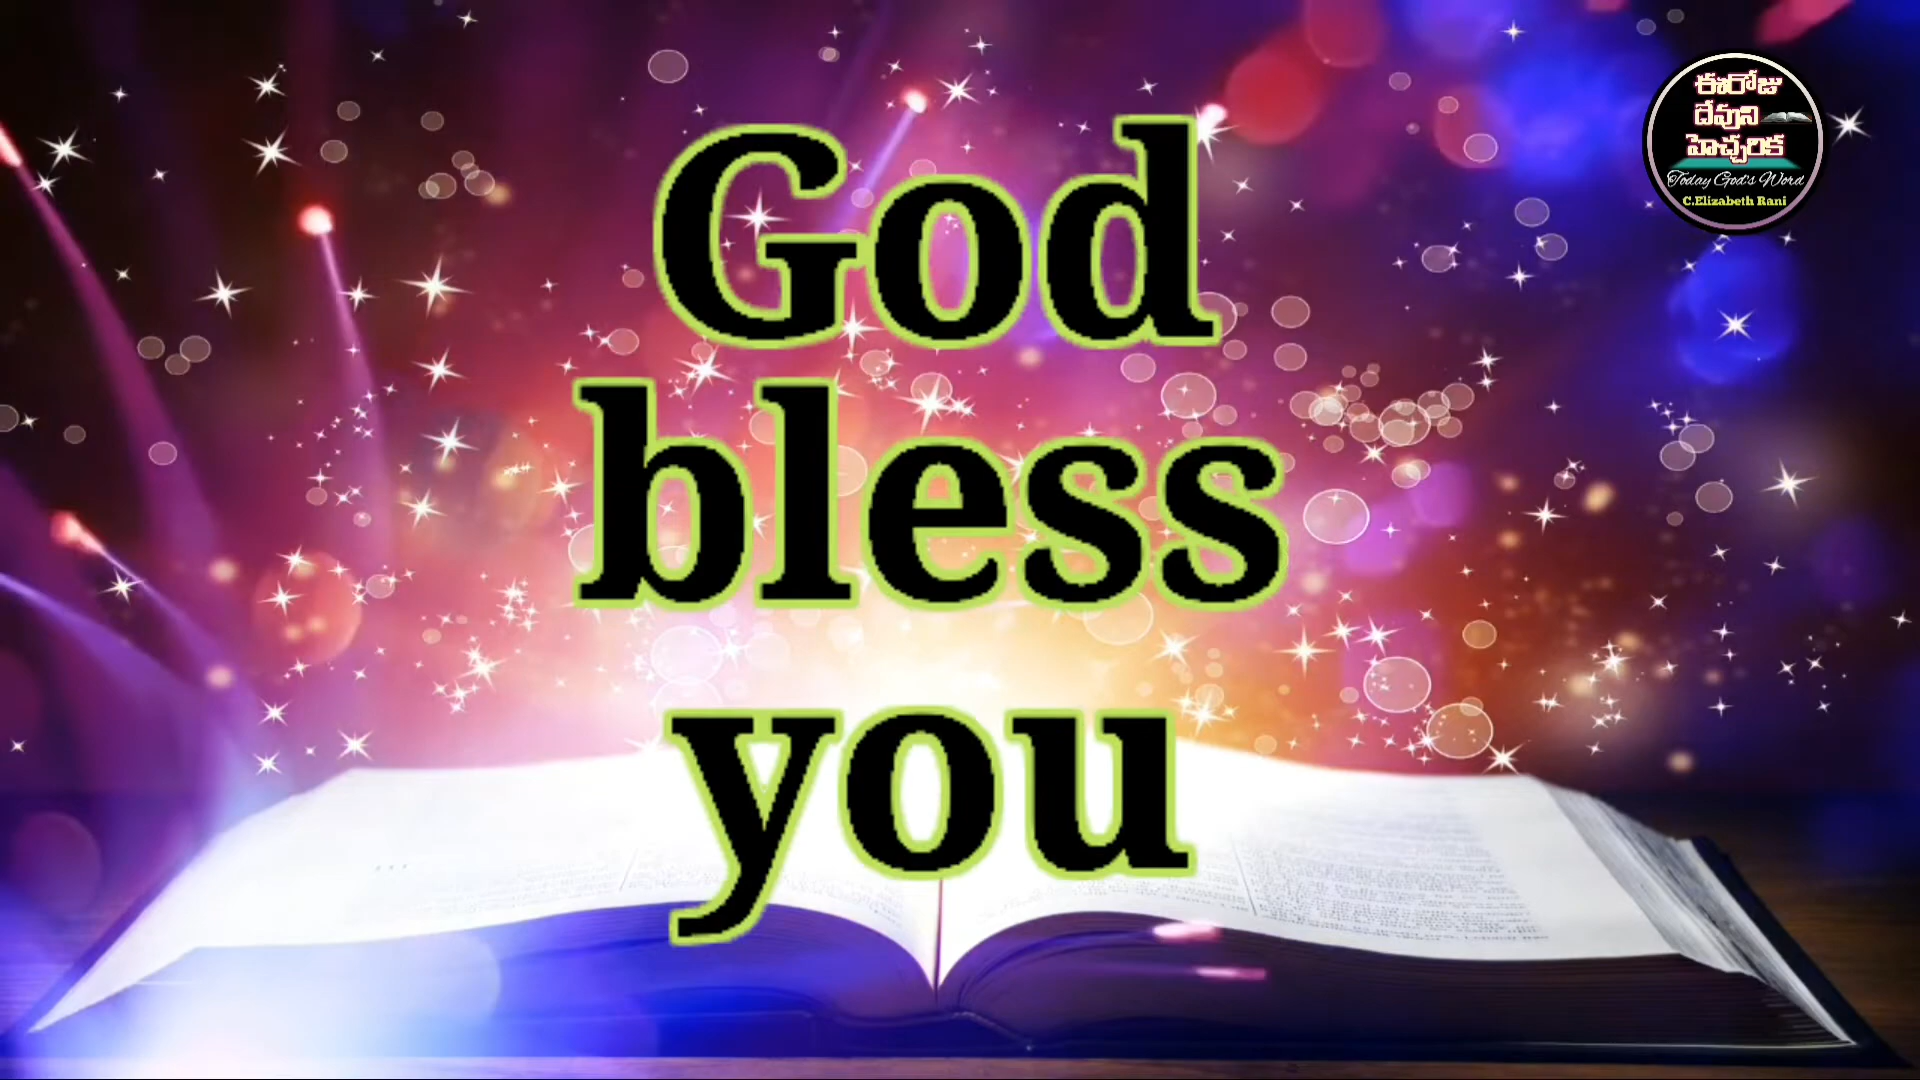 God
bless
you
ఈరోజు
దేవుని
హెచ్చరిక
Today God's Word
C.Elizabeth Rani